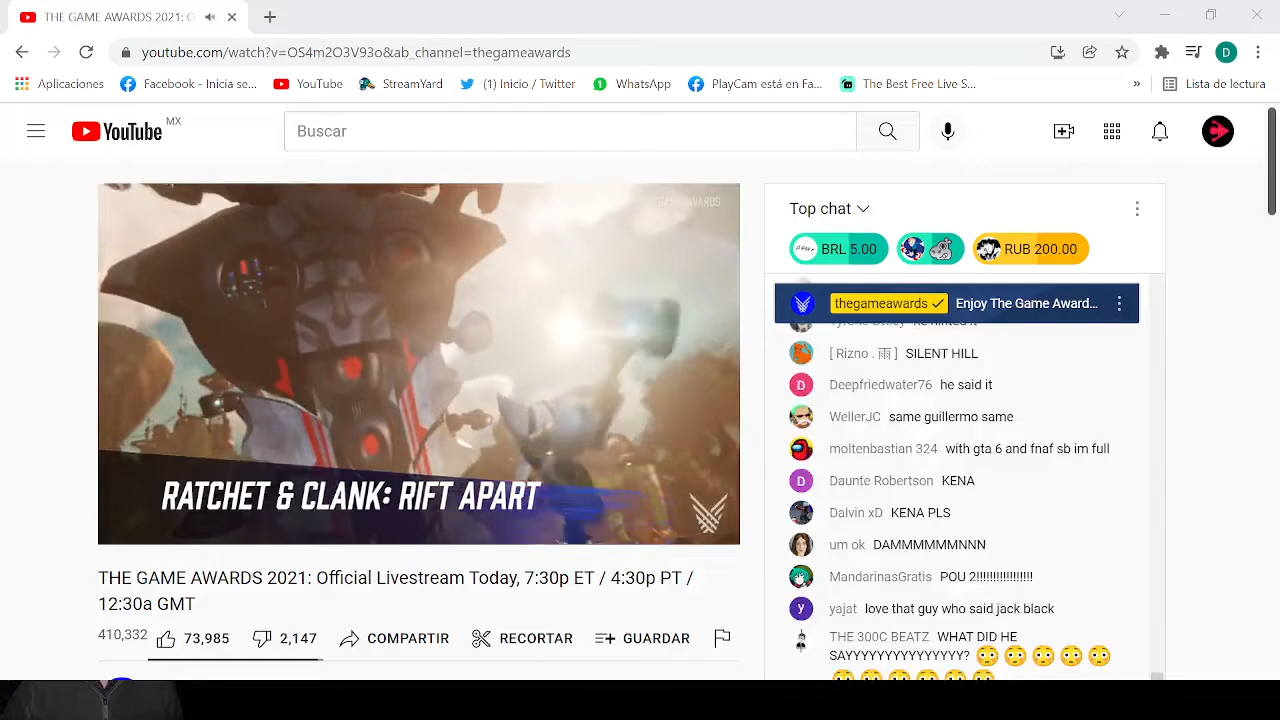 THE GAME AWARDS 2021: O
youtube.com/watch?v=OS4m2O3V93o&ab_channel=thegameawards
D
Aplicaciones
Facebook - Inicia se...
YouTube
StreamYard
(1) Inicio / Twitter
1
WhatsApp
PlayCam está en Fa...
The Best Free Live S...
»
Lista de lectura
YouTube MX
Buscar
AWARDS
RATCHET & CLANK: RIFT APART
THE GAME AWARDS 2021: Official Livestream Today, 7:30p ET / 4:30p PT /
12:30a GMT
410,332
73,985
2,147
COMPARTIR
RECORTAR
GUARDAR
Top chat
BRL 5.00
RUB 200.00
thegameawards Enjoy The Game Award...
[ Rizno . 雨 ] SILENT HILL
D Deepfriedwater76 he said it
WellerJC same guillermo same
moltenbastian 324 with gta 6 and fnaf sb im full
D Daunte Robertson KENA
Dalvin xD KENA PLS
um ok DAMMMMMMNNN
MandarinasGratis POU 2!!!!!!!!!!!!!!!!!
y yajat love that guy who said jack black
THE 300C BEATZ WHAT DID HE
SAYYYYYYYYYYYYYY? 😳😳😳😳😳
😳😳😳😳😳😳